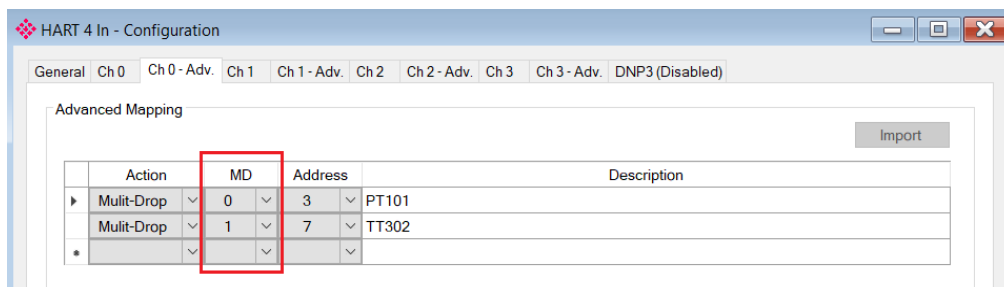 HART 4 In - Configuration
General Ch 0 Ch 0 - Adv. Ch 1 Ch 1 - Adv. Ch 2 Ch 2 - Adv. Ch 3 Ch 3 - Adv. DNP3 (Disabled)
Advanced Mapping
Import
Action MD Address Description
Mulit-Drop 0 3 PT101
Mulit-Drop 1 7 TT302